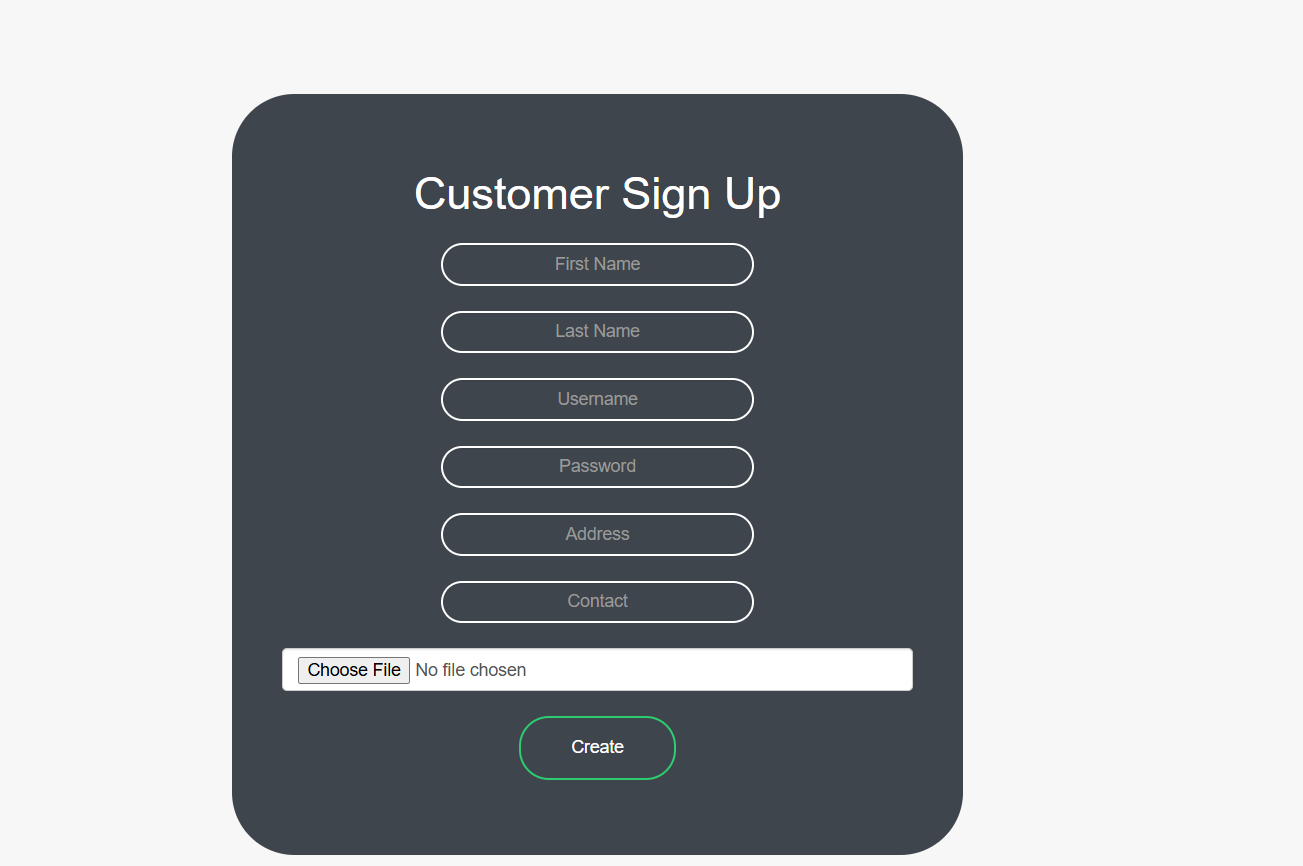 Customer Sign Up
First Name
Last Name
Username
Password
Address
Contact
Choose File No file chosen
Create